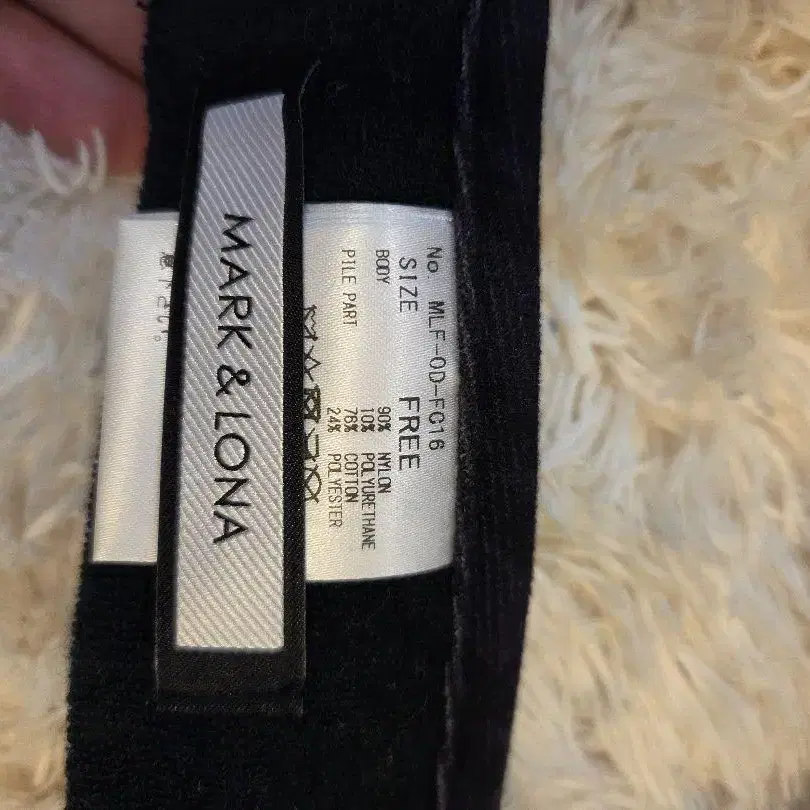 MARK & LONA
No MLF-OD-FC16
SIZE FREE
BODY 90% NYLON
10% POLYURETHANE
PILE PART 76% COTTON
24% POLYESTER